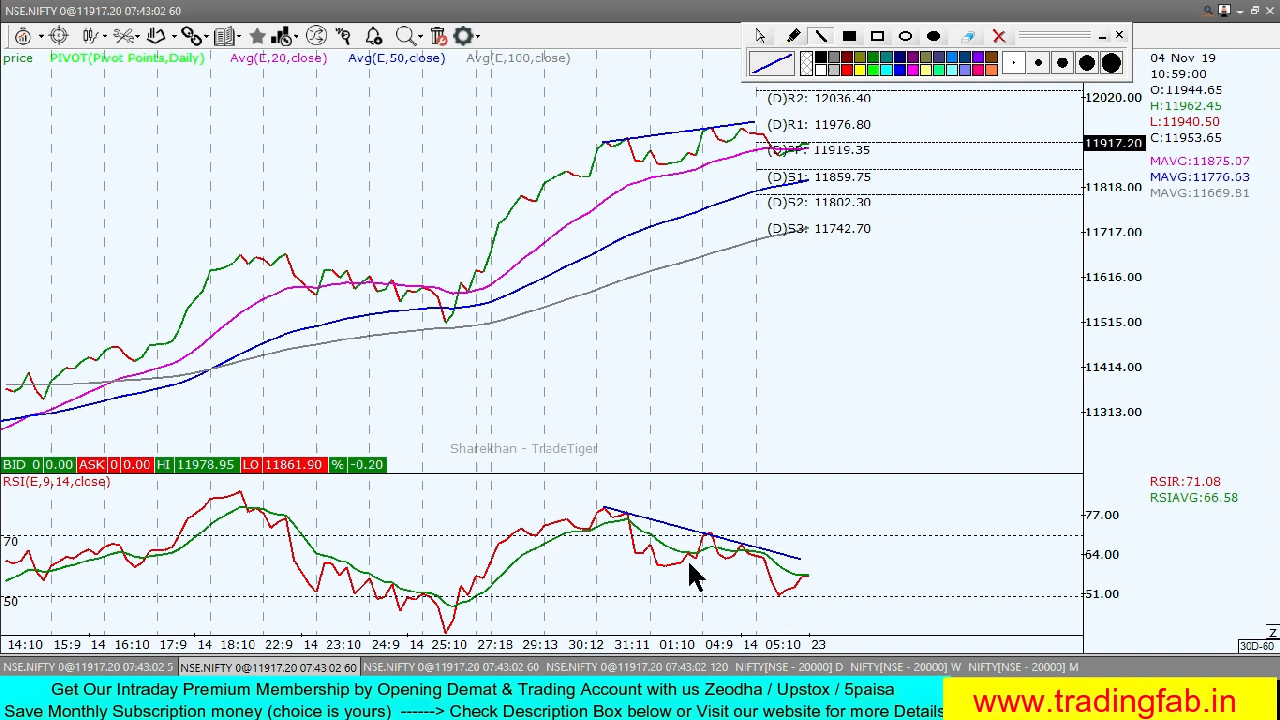 NSE.NIFTY 0@11917.20 07:43:02 60
price PIVOT(Pivot Points,Daily) Avg(E,20,close) Avg(E,50,close) Avg(E,100,close)
04 Nov 19
10:59:00
O:11944.65
H:11962.45
L:11940.50
C:11953.65
MAVG:11875.07
MAVG:11776.63
MAVG:11669.81
(D)R2: 12036.40
(D)R1: 11976.80
11919.35
(D)S1: 11859.75
(D)S2: 11802.30
(D)S3: 11742.70
12020.00
11917.20
11818.00
11717.00
11616.00
11515.00
11414.00
11313.00
Sharekhan - TradeTiger
BID 0 0.00 ASK 0 0.00 HI 11978.95 LO 11861.90 % -0.20
RSI(E,9,14,close)
RSIR:71.08
RSIAVG:66.58
77.00
70
64.00
51.00
50
14:10 15:9 14 16:10 17:9 14 18:10 22:9 14 23:10 24:9 14 25:10 27:18 29:13 30:12 31:11 01:10 04:9 14 05:10 23
Z
30D-60
NSE.NIFTY 0@11917.20 07:43:02 5 NSE.NIFTY 0@11917.20 07:43:02 60 NSE.NIFTY 0@11917.20 07:43:02 60 NSE.NIFTY 0@11917.20 07:43:02 120 NIFTY[NSE - 20000] D NIFTY[NSE - 20000] W NIFTY[NSE - 20000] M
Get Our Intraday Premium Membership by Opening Demat & Trading Account with us Zeodha / Upstox / 5paisa
Save Monthly Subscription money (choice is yours) ------> Check Description Box below or Visit our website for more Details
www.tradingfab.in